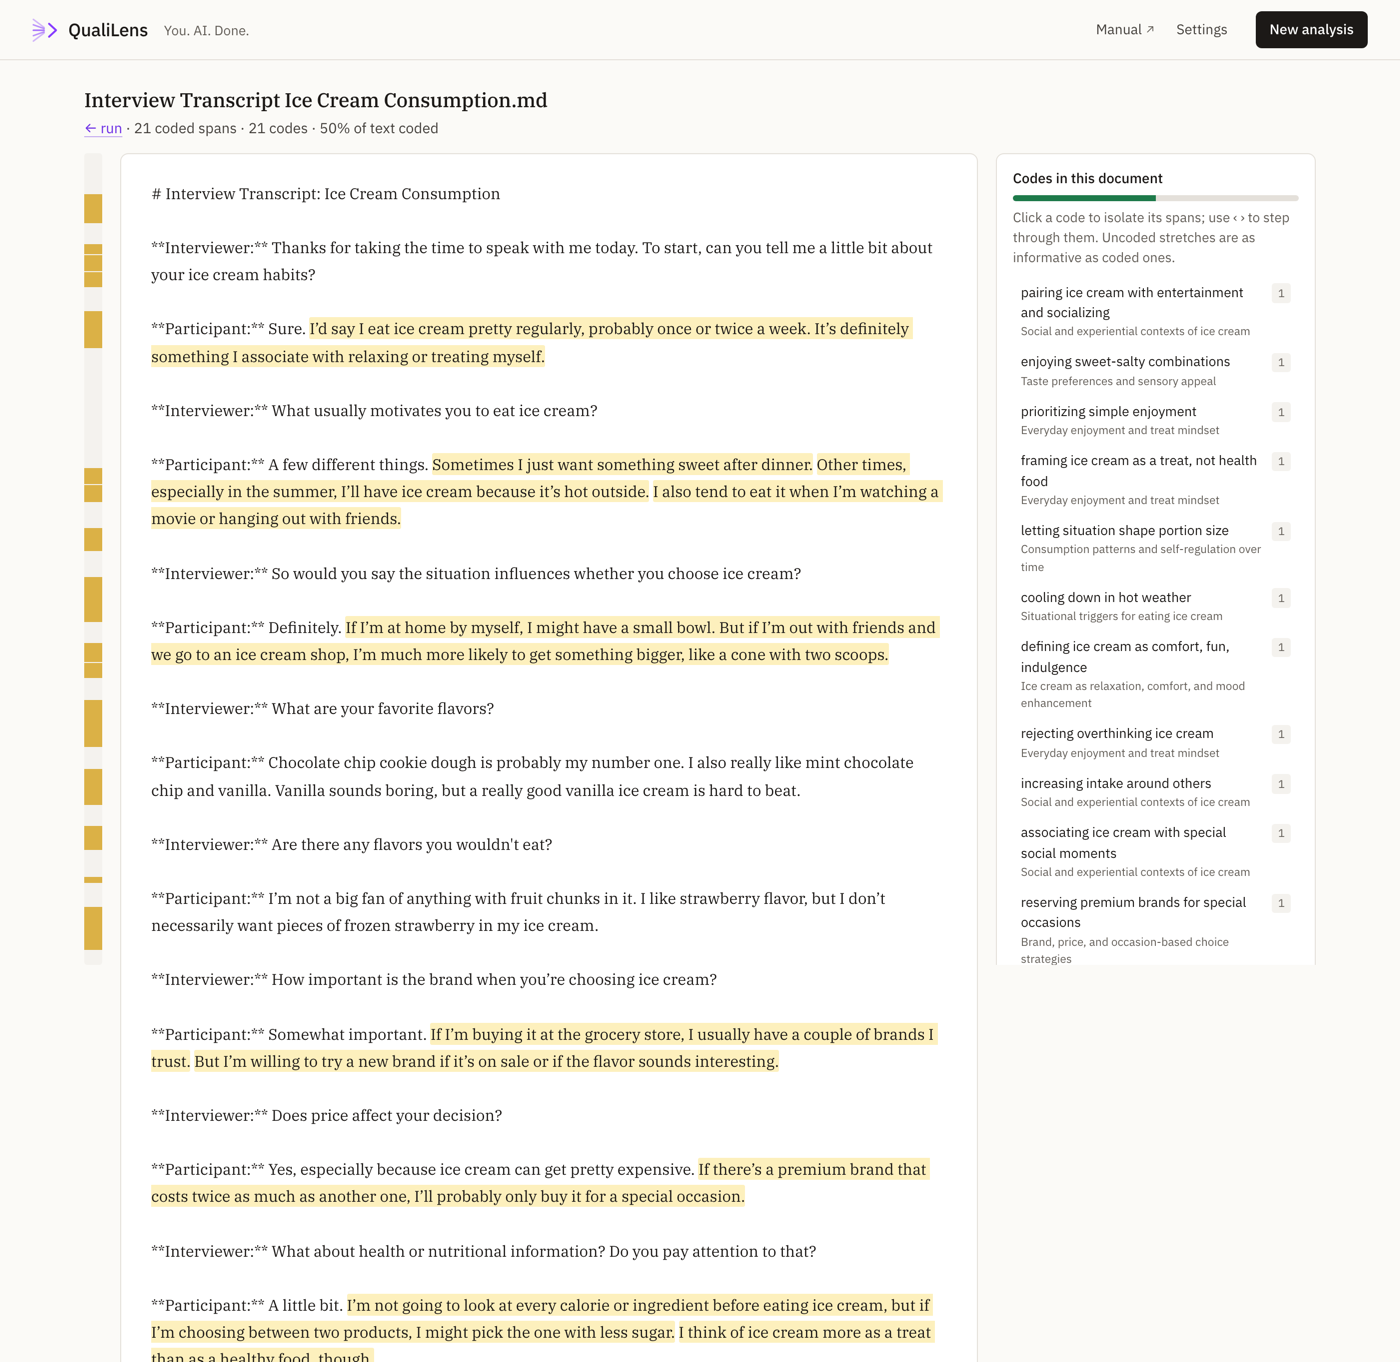 QualiLens You. AI. Done. Manual ↗ Settings New analysis
Interview Transcript Ice Cream Consumption.md
← run · 21 coded spans · 21 codes · 50% of text coded
# Interview Transcript: Ice Cream Consumption
**Interviewer:** Thanks for taking the time to speak with me today. To start, can you tell me a little bit about
your ice cream habits?
**Participant:** Sure. I’d say I eat ice cream pretty regularly, probably once or twice a week. It’s definitely
something I associate with relaxing or treating myself.
**Interviewer:** What usually motivates you to eat ice cream?
**Participant:** A few different things. Sometimes I just want something sweet after dinner. Other times,
especially in the summer, I’ll have ice cream because it’s hot outside. I also tend to eat it when I’m watching a
movie or hanging out with friends.
**Interviewer:** So would you say the situation influences whether you choose ice cream?
**Participant:** Definitely. If I’m at home by myself, I might have a small bowl. But if I’m out with friends and
we go to an ice cream shop, I’m much more likely to get something bigger, like a cone with two scoops.
**Interviewer:** What are your favorite flavors?
**Participant:** Chocolate chip cookie dough is probably my number one. I also really like mint chocolate
chip and vanilla. Vanilla sounds boring, but a really good vanilla ice cream is hard to beat.
**Interviewer:** Are there any flavors you wouldn't eat?
**Participant:** I’m not a big fan of anything with fruit chunks in it. I like strawberry flavor, but I don’t
necessarily want pieces of frozen strawberry in my ice cream.
**Interviewer:** How important is the brand when you’re choosing ice cream?
**Participant:** Somewhat important. If I’m buying it at the grocery store, I usually have a couple of brands I
trust. But I’m willing to try a new brand if it’s on sale or if the flavor sounds interesting.
**Interviewer:** Does price affect your decision?
**Participant:** Yes, especially because ice cream can get pretty expensive. If there’s a premium brand that
costs twice as much as another one, I’ll probably only buy it for a special occasion.
**Interviewer:** What about health or nutritional information? Do you pay attention to that?
**Participant:** A little bit. I’m not going to look at every calorie or ingredient before eating ice cream, but if
I’m choosing between two products, I might pick the one with less sugar. I think of ice cream more as a treat
than as a healthy food, though.
Codes in this document
Click a code to isolate its spans; use ‹ › to step
through them. Uncoded stretches are as
informative as coded ones.
pairing ice cream with entertainment 1
and socializing
Social and experiential contexts of ice cream
enjoying sweet-salty combinations 1
Taste preferences and sensory appeal
prioritizing simple enjoyment 1
Everyday enjoyment and treat mindset
framing ice cream as a treat, not health 1
food
Everyday enjoyment and treat mindset
letting situation shape portion size 1
Consumption patterns and self-regulation over
time
cooling down in hot weather 1
Situational triggers for eating ice cream
defining ice cream as comfort, fun, 1
indulgence
Ice cream as relaxation, comfort, and mood
enhancement
rejecting overthinking ice cream 1
Everyday enjoyment and treat mindset
increasing intake around others 1
Social and experiential contexts of ice cream
associating ice cream with special 1
social moments
Social and experiential contexts of ice cream
reserving premium brands for special 1
occasions
Brand, price, and occasion-based choice
strategies